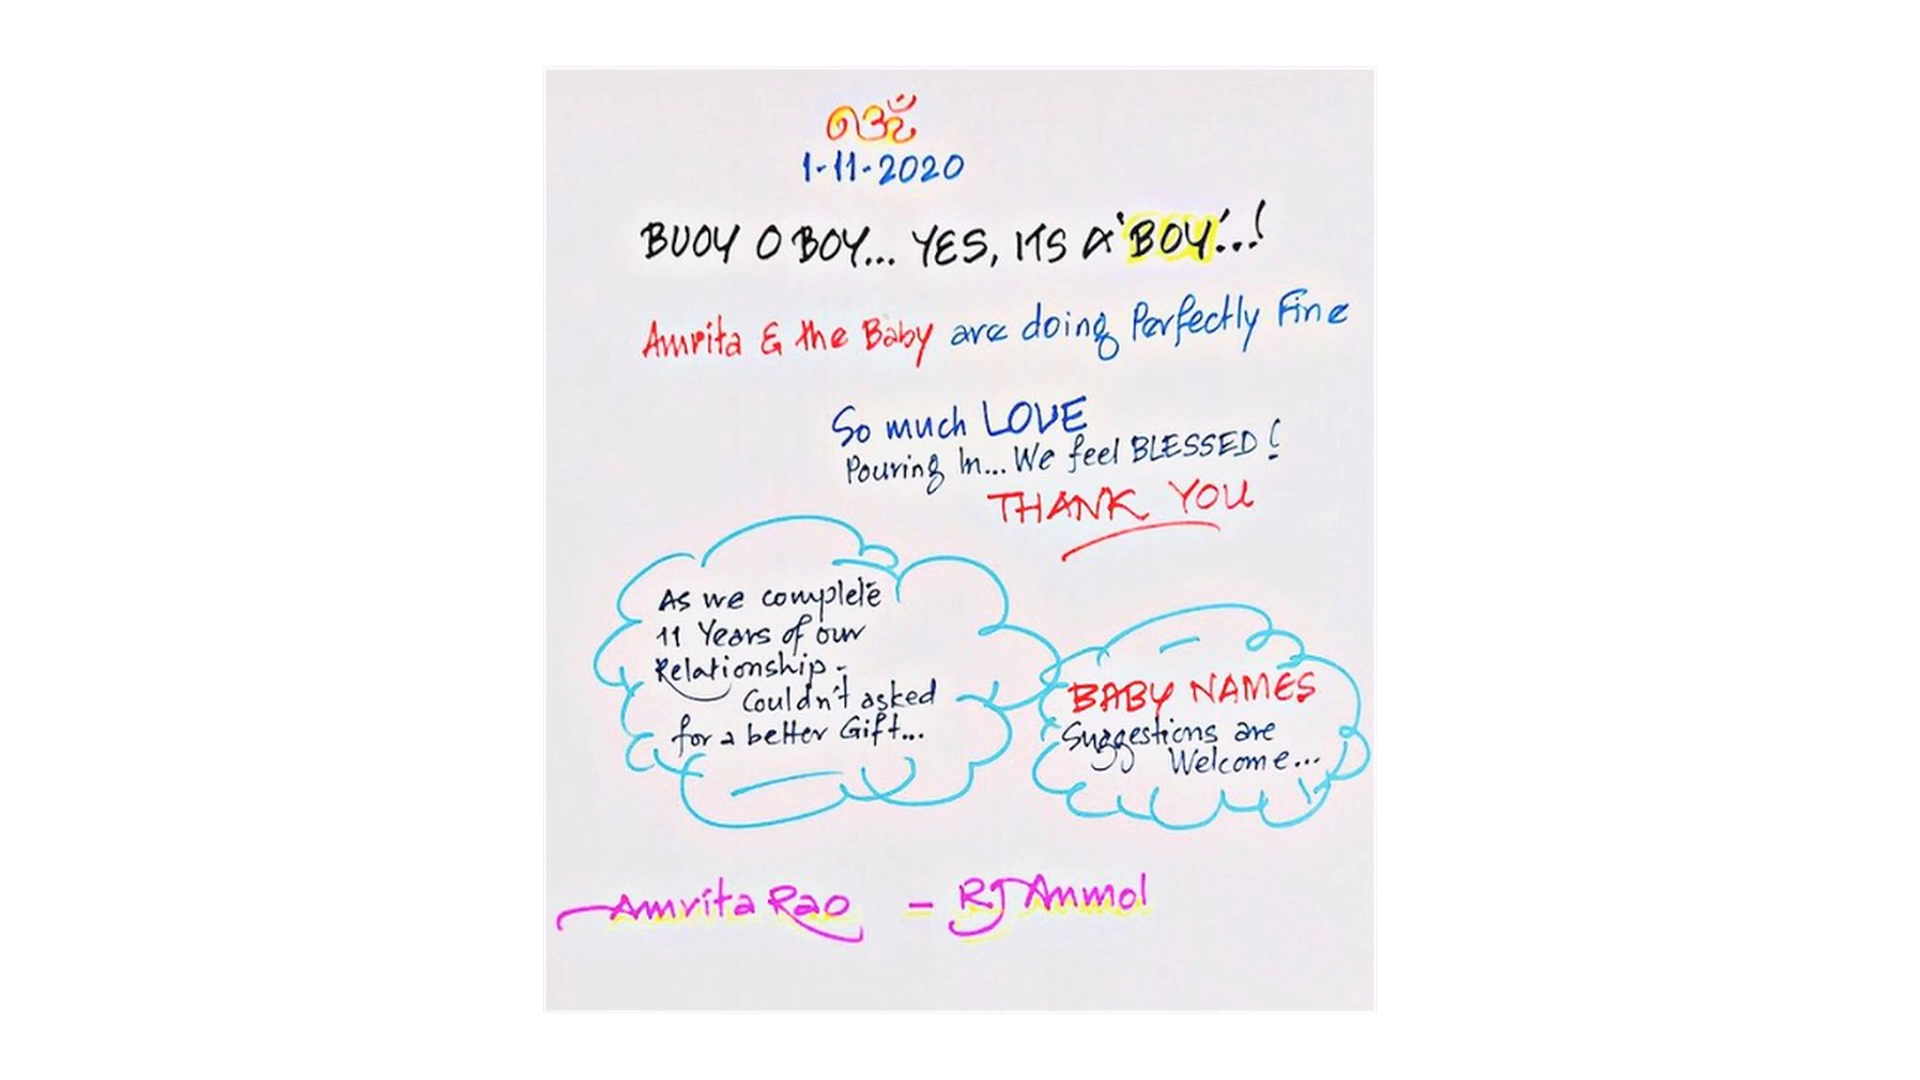 ॐ
1-11-2020
BUOY O BOY... YES, ITS A 'BOY'...!
Amrita & the Baby are doing Perfectly Fine
So much LOVE
Pouring In... We feel BLESSED!
THANK YOU
As we complete
11 Years of our
Relationship -
Couldn't asked
for a better Gift...
BABY NAMES
Suggestions are
Welcome...
Amrita Rao - RJ Anmol